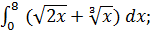 ∫₀⁸ (√2x + ∛x) dx;